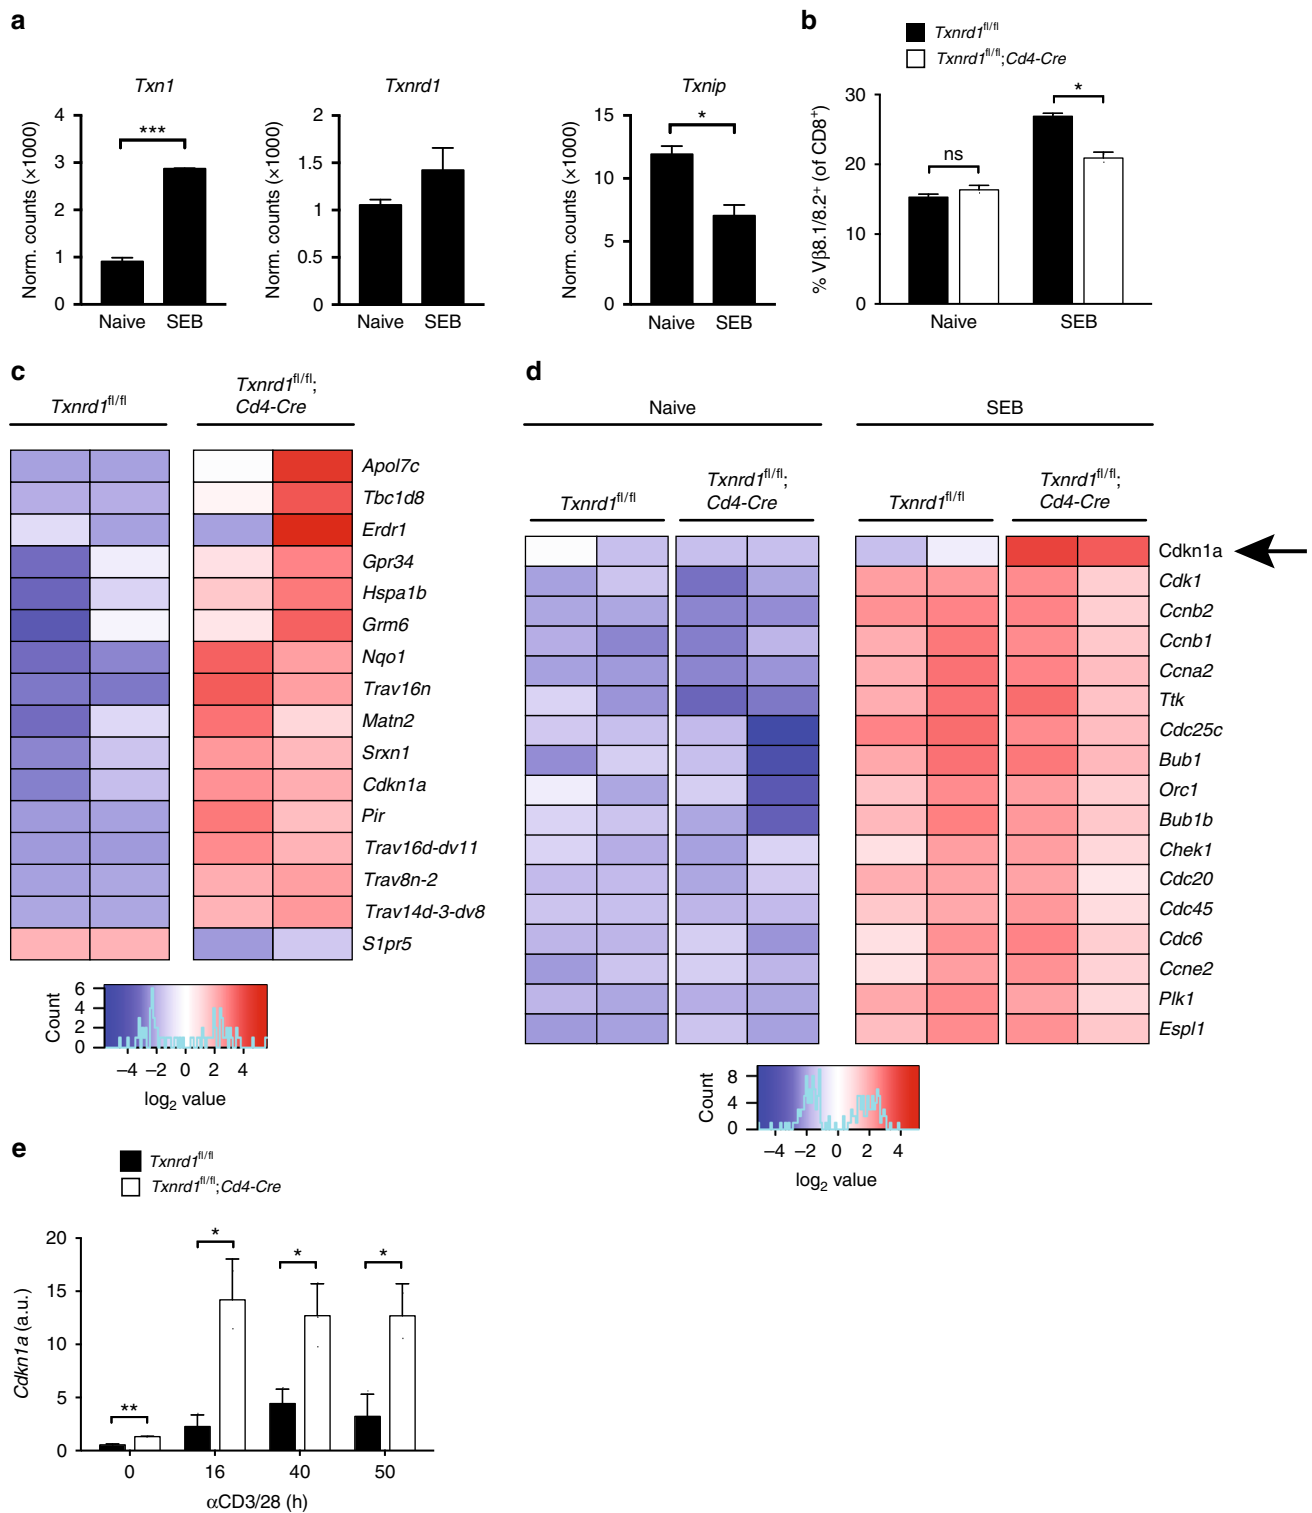 a
Txn1
Norm. counts (×1000)
4
3
2
1
0
***
Naive SEB
Txnrd1
Norm. counts (×1000)
2
1.5
1
0.5
0
Naive SEB
Txnip
Norm. counts (×1000)
15
10
5
0
*
Naive SEB
b
Txnrd1fl/fl
Txnrd1fl/fl;Cd4-Cre
% Vβ8.1/8.2+ (of CD8+)
30
20
10
0
ns
*
Naive SEB
c
Txnrd1fl/fl
Txnrd1fl/fl;
Cd4-Cre
Apol7c
Tbc1d8
Erdr1
Gpr34
Hspa1b
Grm6
Nqo1
Trav16n
Matn2
Srxn1
Cdkn1a
Pir
Trav16d-dv11
Trav8n-2
Trav14d-3-dv8
S1pr5
Count
6
4
2
0
−4 −2 0 2 4
log2 value
d
Naive
SEB
Txnrd1fl/fl
Txnrd1fl/fl;
Cd4-Cre
Txnrd1fl/fl
Txnrd1fl/fl;
Cd4-Cre
Cdkn1a
Cdk1
Ccnb2
Ccnb1
Ccna2
Ttk
Cdc25c
Bub1
Orc1
Bub1b
Chek1
Cdc20
Cdc45
Cdc6
Ccne2
Plk1
Espl1
Count
8
4
0
−4 −2 0 2 4
log2 value
e
Txnrd1fl/fl
Txnrd1fl/fl;Cd4-Cre
Cdkn1a (a.u.)
20
15
10
5
0
**
*
*
*
0 16 40 50
αCD3/28 (h)